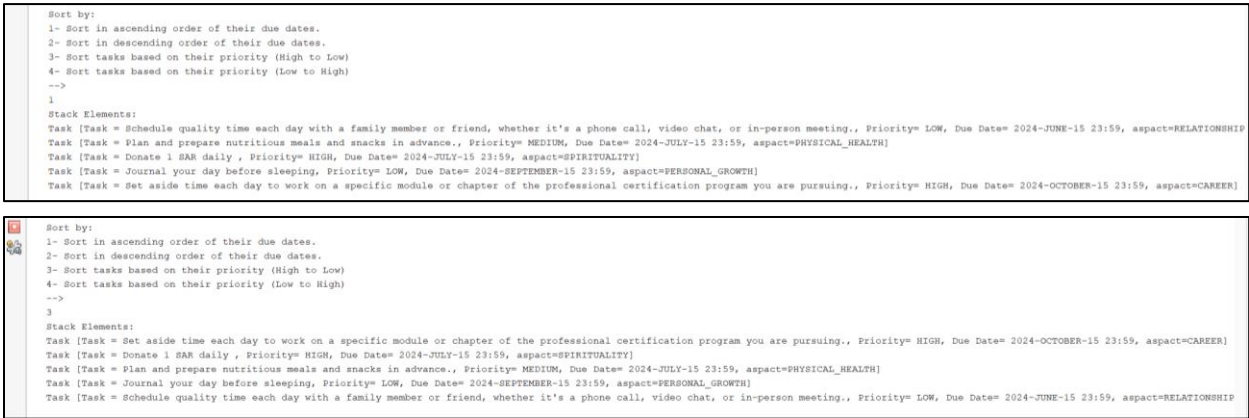 Sort by:
1- Sort in ascending order of their due dates.
2- Sort in descending order of their due dates.
3- Sort tasks based on their priority (High to Low)
4- Sort tasks based on their priority (Low to High)
-->
1
Stack Elements:
Task [Task = Schedule quality time each day with a family member or friend, whether it's a phone call, video chat, or in-person meeting., Priority= LOW, Due Date= 2024-JUNE-15 23:59, aspact=RELATIONSHIP
Task [Task = Plan and prepare nutritious meals and snacks in advance., Priority= MEDIUM, Due Date= 2024-JULY-15 23:59, aspact=PHYSICAL_HEALTH]
Task [Task = Donate 1 SAR daily , Priority= HIGH, Due Date= 2024-JULY-15 23:59, aspact=SPIRITUALITY]
Task [Task = Journal your day before sleeping, Priority= LOW, Due Date= 2024-SEPTEMBER-15 23:59, aspact=PERSONAL_GROWTH]
Task [Task = Set aside time each day to work on a specific module or chapter of the professional certification program you are pursuing., Priority= HIGH, Due Date= 2024-OCTOBER-15 23:59, aspact=CAREER]
Sort by:
1- Sort in ascending order of their due dates.
2- Sort in descending order of their due dates.
3- Sort tasks based on their priority (High to Low)
4- Sort tasks based on their priority (Low to High)
-->
3
Stack Elements:
Task [Task = Set aside time each day to work on a specific module or chapter of the professional certification program you are pursuing., Priority= HIGH, Due Date= 2024-OCTOBER-15 23:59, aspact=CAREER]
Task [Task = Donate 1 SAR daily , Priority= HIGH, Due Date= 2024-JULY-15 23:59, aspact=SPIRITUALITY]
Task [Task = Plan and prepare nutritious meals and snacks in advance., Priority= MEDIUM, Due Date= 2024-JULY-15 23:59, aspact=PHYSICAL_HEALTH]
Task [Task = Journal your day before sleeping, Priority= LOW, Due Date= 2024-SEPTEMBER-15 23:59, aspact=PERSONAL_GROWTH]
Task [Task = Schedule quality time each day with a family member or friend, whether it's a phone call, video chat, or in-person meeting., Priority= LOW, Due Date= 2024-JUNE-15 23:59, aspact=RELATIONSHIP